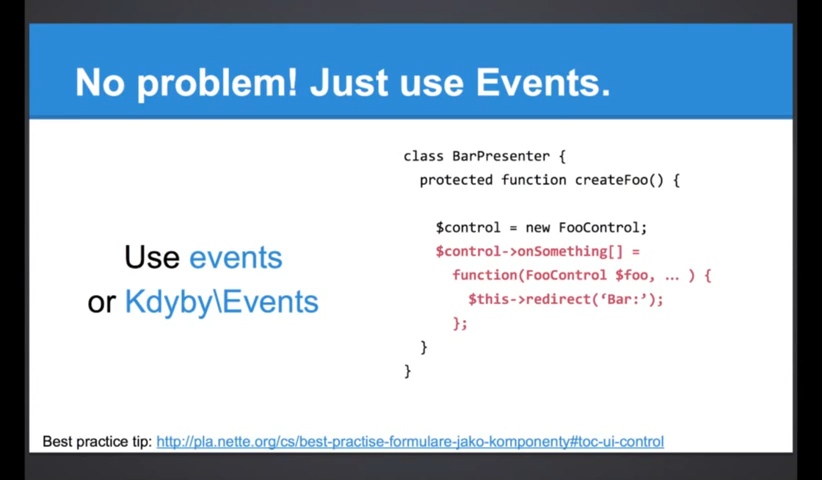 No problem! Just use Events.
Use events
or Kdyby\Events
class BarPresenter {
protected function createFoo() {
$control = new FooControl;
$control->onSomething[] =
function(FooControl $foo, … ) {
$this->redirect(‘Bar:’);
};
}
}
Best practice tip: http://pla.nette.org/cs/best-practise-formulare-jako-komponenty#toc-ui-control